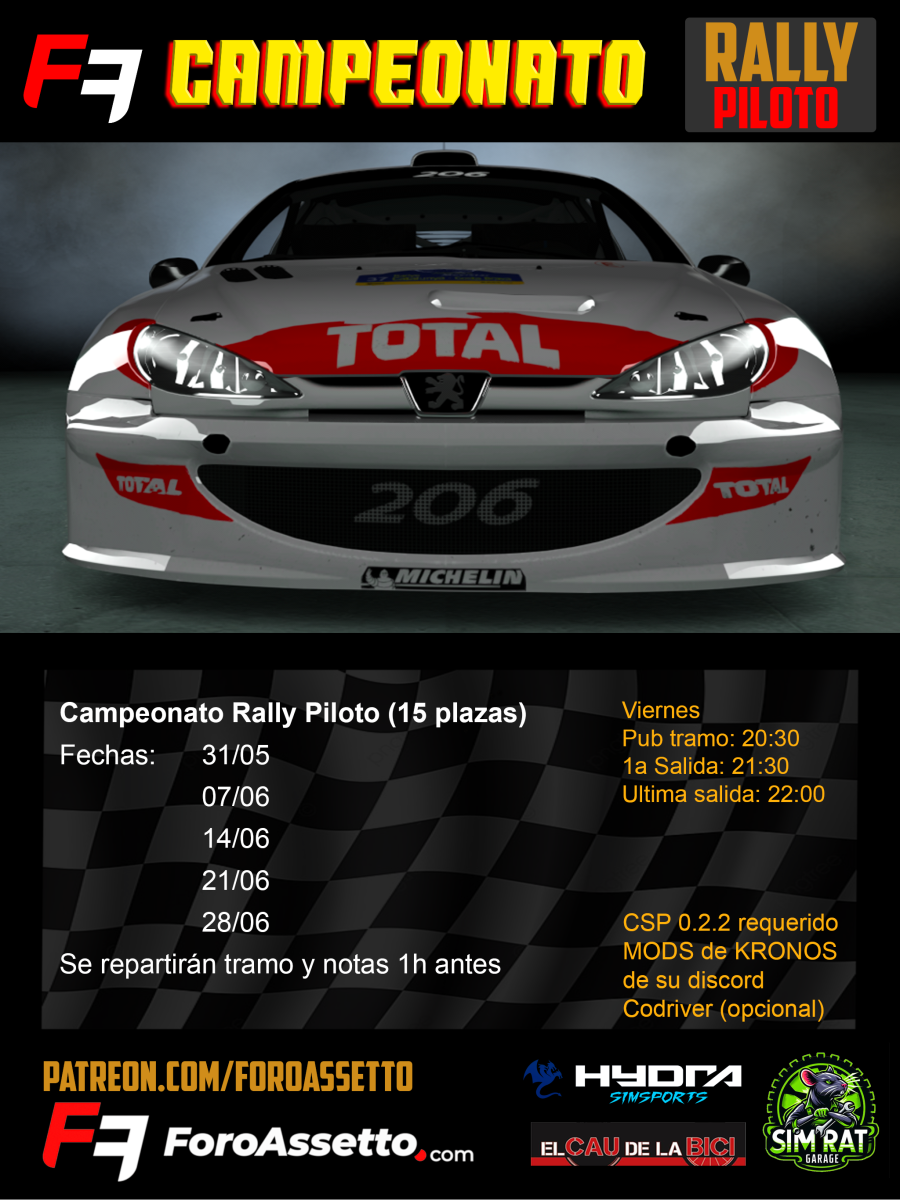 FF CAMPEONATO
RALLY
PILOTO
206
TOTAL
TOTAL
TOTAL
206
MICHELIN
Campeonato Rally Piloto (15 plazas)
Fechas: 31/05
07/06
14/06
21/06
28/06
Se repartirán tramo y notas 1h antes
Viernes
Pub tramo: 20:30
1a Salida: 21:30
Ultima salida: 22:00
CSP 0.2.2 requerido
MODS de KRONOS
de su discord
Codriver (opcional)
PATREON.COM/FOROASSETTO
FF ForoAssetto.com
HYDRA
SIMSPORTS
EL CAU DE LA BICI
SIM RAT
GARAGE